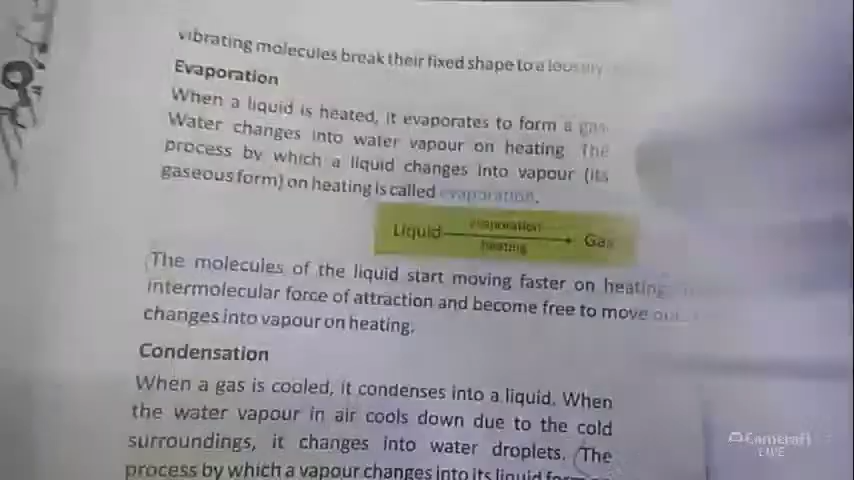 vibrating molecules break their fixed shape to a loosely
Evaporation
When a liquid is heated, it evaporates to form a gas.
Water changes into water vapour on heating. The
process by which a liquid changes into vapour (its
gaseous form) on heating is called evaporation.
evaporation
Liquid Gas
heating
The molecules of the liquid start moving faster on heating,
intermolecular force of attraction and become free to move out.
changes into vapour on heating.
Condensation
When a gas is cooled, it condenses into a liquid. When
the water vapour in air cools down due to the cold
surroundings, it changes into water droplets. (The
process by which a vapour changes into its liquid form
LIVE